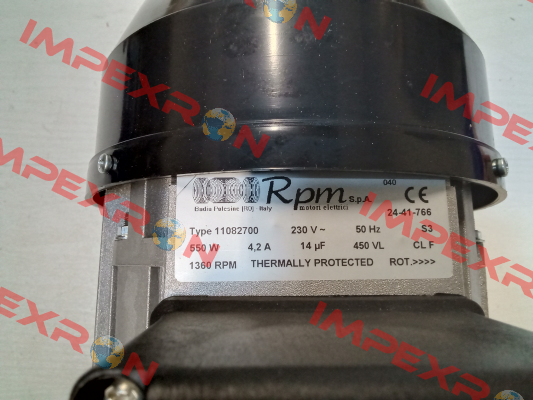 040
Rpm S.p.A.
Badia Polesine [RO] - Italy motori elettrici
24-41-766
Type 11082700 230 V ~ 50 Hz S3
550 W 4,2 A 14 µF 450 VL CL F
1360 RPM THERMALLY PROTECTED ROT.>>>>
CE
IMPEXRON
IMPEXRON
IMPEXRON
IMPEXRON
IMPEXRON